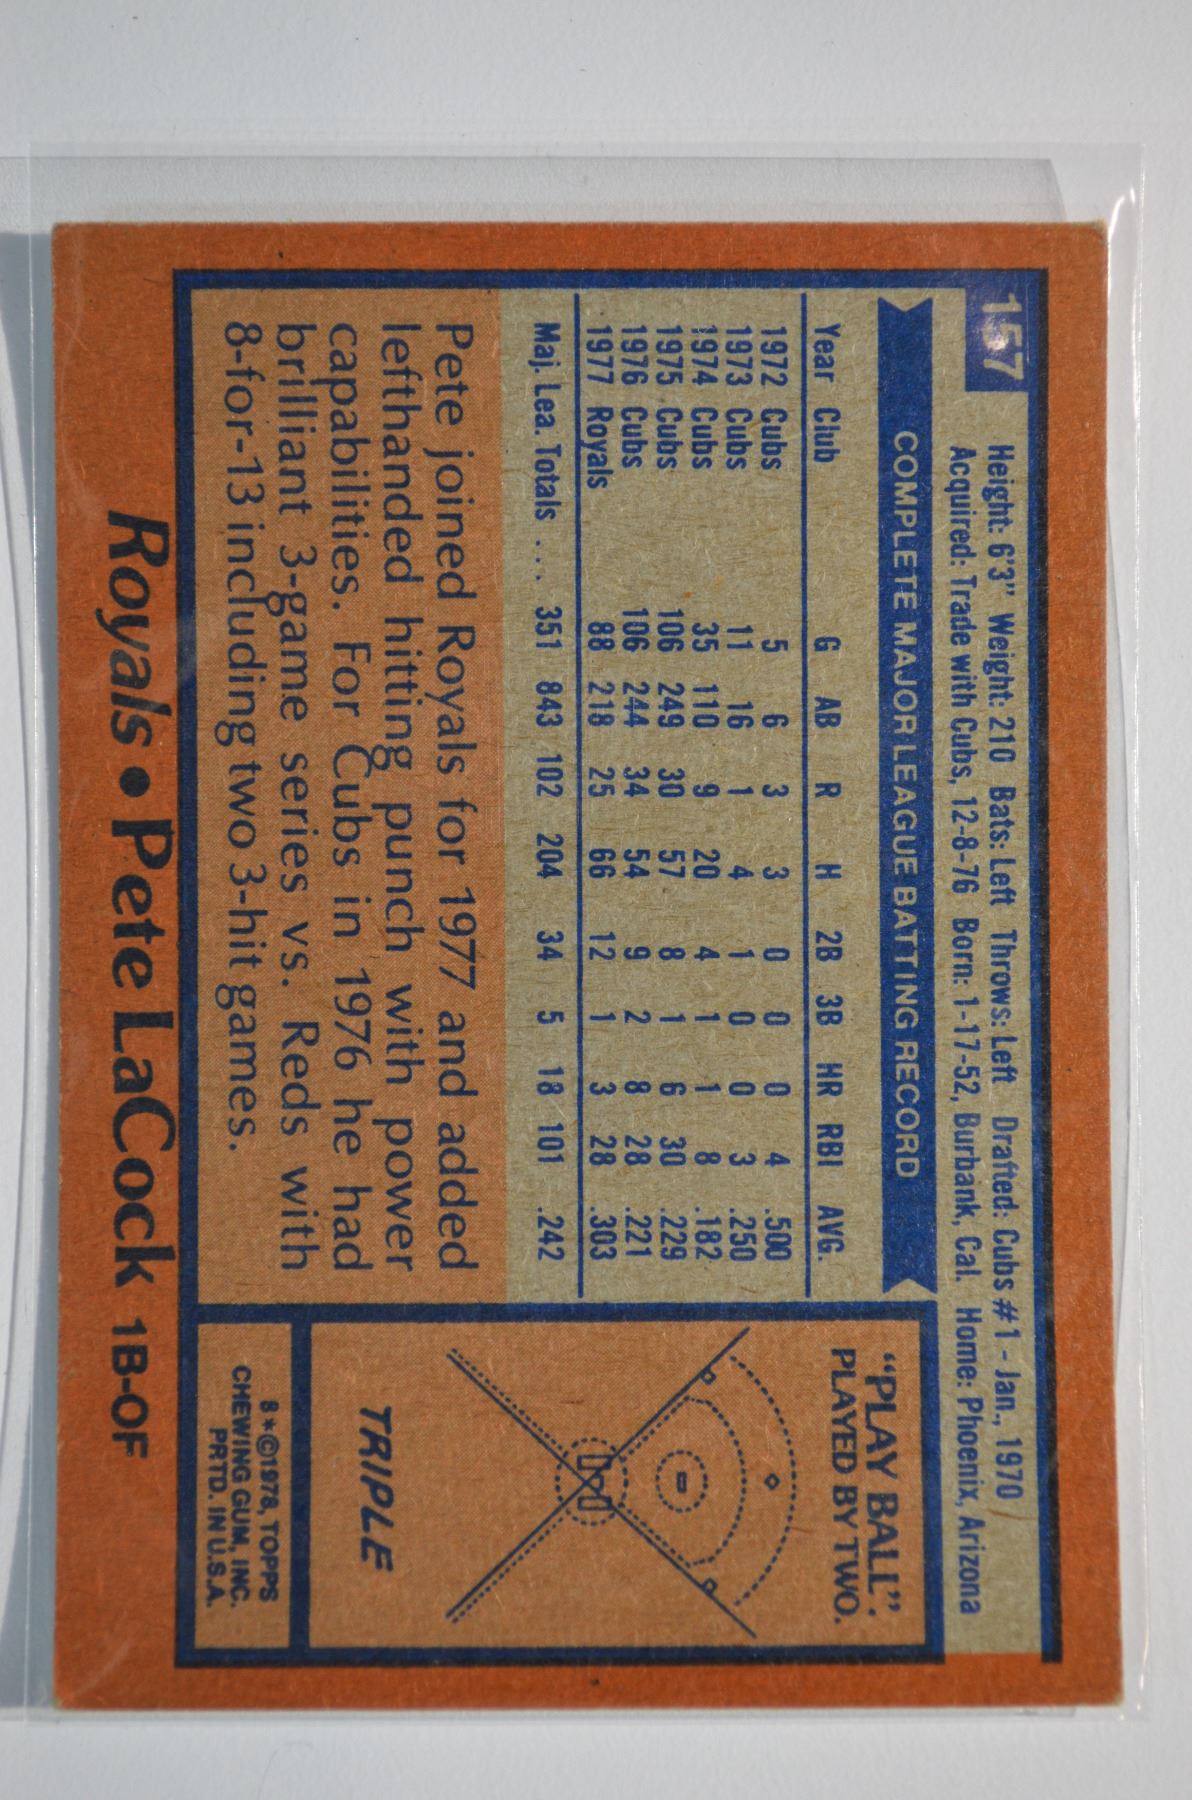 157
Height: 6'3" Weight: 210 Bats: Left Throws: Left Drafted: Cubs #1 - Jan., 1970
Acquired: Trade with Cubs, 12-8-76 Born: 1-17-52, Burbank, Cal. Home: Phoenix, Arizona
COMPLETE MAJOR LEAGUE BATTING RECORD
Year Club G AB R H 2B 3B HR RBI AVG.
1972 Cubs 5 6 3 3 0 0 0 4 .500
1973 Cubs 11 16 1 4 1 0 0 3 .250
1974 Cubs 35 110 9 20 4 1 1 8 .182
1975 Cubs 106 249 30 57 8 1 6 30 .229
1976 Cubs 106 244 34 54 9 2 8 28 .221
1977 Royals 88 218 25 66 12 1 3 28 .303
Maj. Lea. Totals ... 351 843 102 204 34 5 18 101 .242
Pete joined Royals for 1977 and added
lefthanded hitting punch with power
capabilities. For Cubs in 1976 he had
brilliant 3-game series vs. Reds with
8-for-13 including two 3-hit games.
"PLAY BALL":
PLAYED BY TWO.
TRIPLE
8*©1978, TOPPS
CHEWING GUM, INC.
PRTD. IN U.S.A.
Royals • Pete LaCock 1B-OF